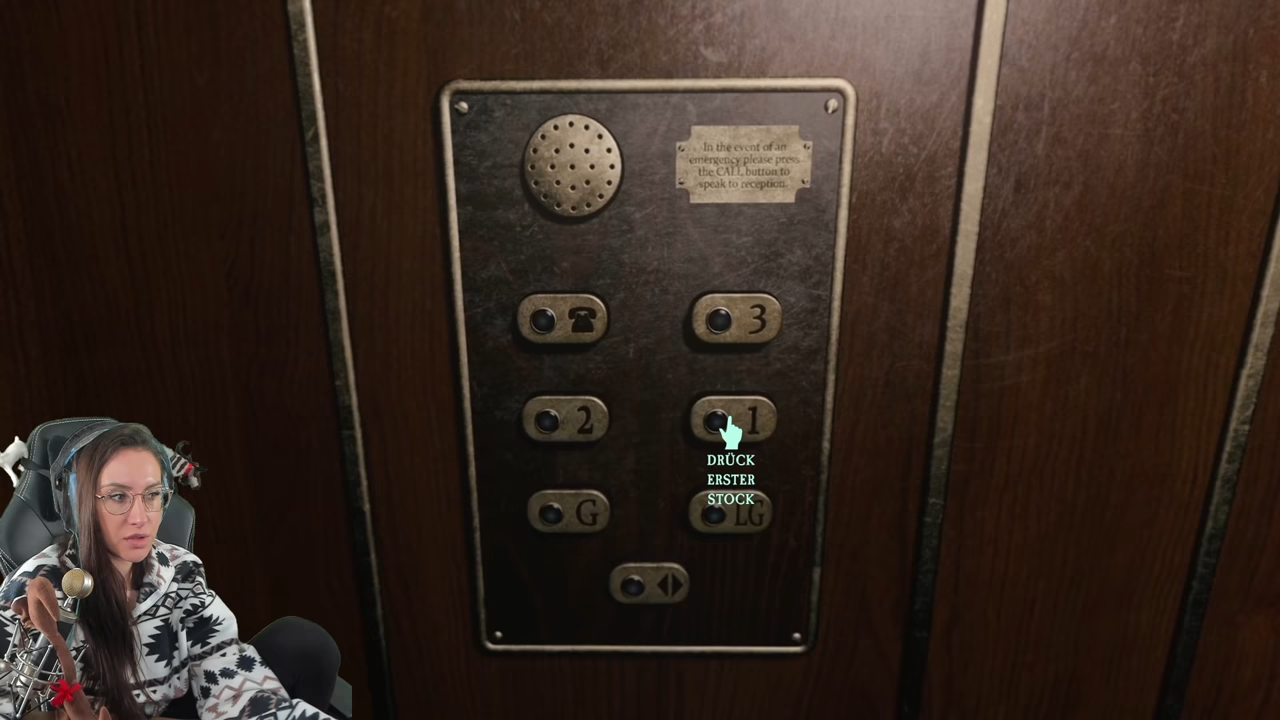 In the event of an
emergency please press
the CALL button to
speak to reception.
3
2
1
DRÜCK
ERSTER
STOCK
G
LG